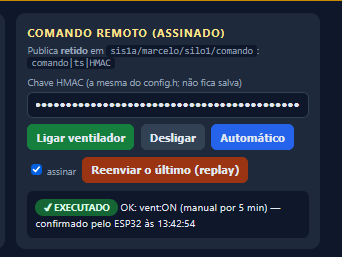 COMANDO REMOTO (ASSINADO)
Publica retido em sis1a/marcelo/silo1/comando:
comando|ts|HMAC
Chave HMAC (a mesma do config.h; não fica salva)
Ligar ventilador Desligar Automático
assinar Reenviar o último (replay)
✔ EXECUTADO OK: vent:ON (manual por 5 min) —
confirmado pelo ESP32 às 13:42:54